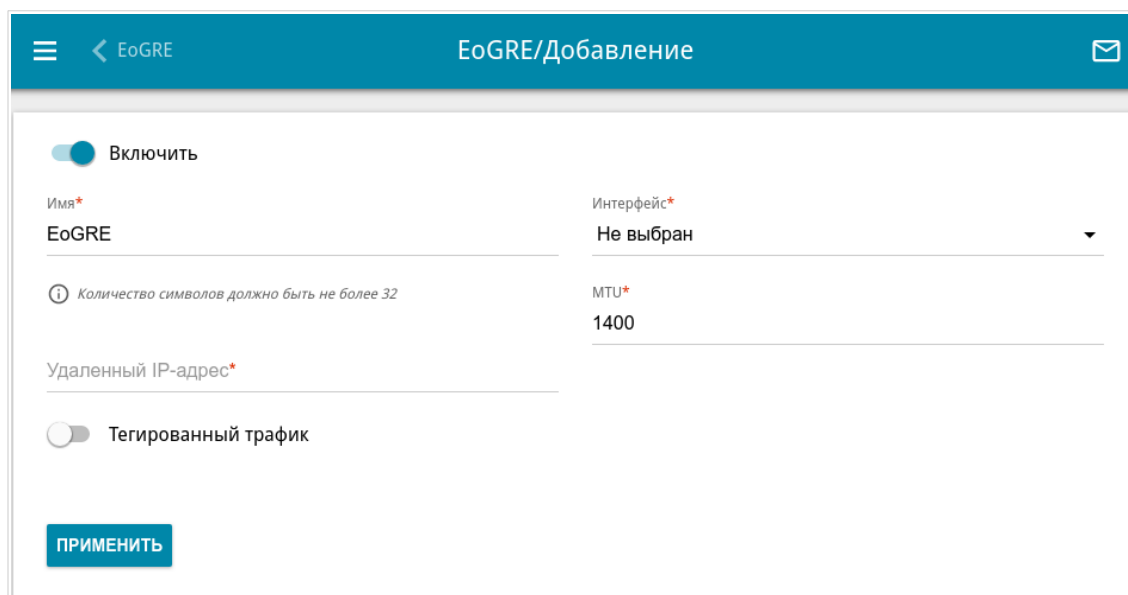 EoGRE
EoGRE/Добавление
Включить
Имя*
EoGRE
Количество символов должно быть не более 32
Удаленный IP-адрес*
Тегированный трафик
Интерфейс*
Не выбран
MTU*
1400
ПРИМЕНИТЬ